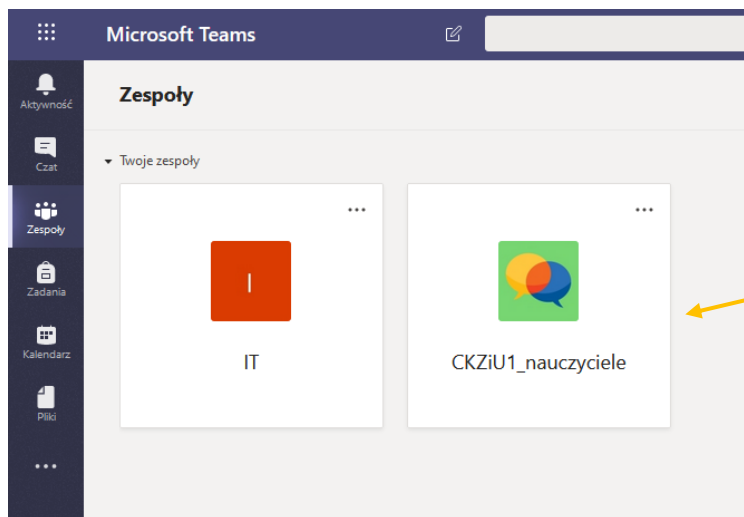 Microsoft Teams
Aktywność
Czat
Zespoły
Zadania
Kalendarz
Pliki
Zespoły
Twoje zespoły
I
IT
CKZiU1_nauczyciele